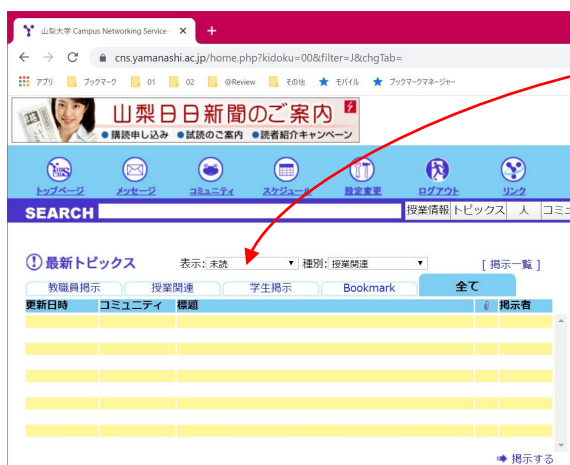 山梨大学 Campus Networking Service -
cns.yamanashi.ac.jp/home.php?kidoku=00&filter=J&chgTab=
アプリ ブックマーク 01 02 @Review その他 モバイル ブックマークマネージャー
山梨日日新聞のご案内
●購読申し込み ●試読のご案内 ●読者紹介キャンペーン
トップページ メッセージ コミュニティ スケジュール 設定変更 ログアウト リンク
SEARCH 授業情報 トピックス 人 コミュ
最新トピックス 表示: 未読 種別: 授業関連 [ 掲示一覧 ]
教職員掲示 授業関連 学生掲示 Bookmark 全て
更新日時 コミュニティ 標題 掲示者
掲示する